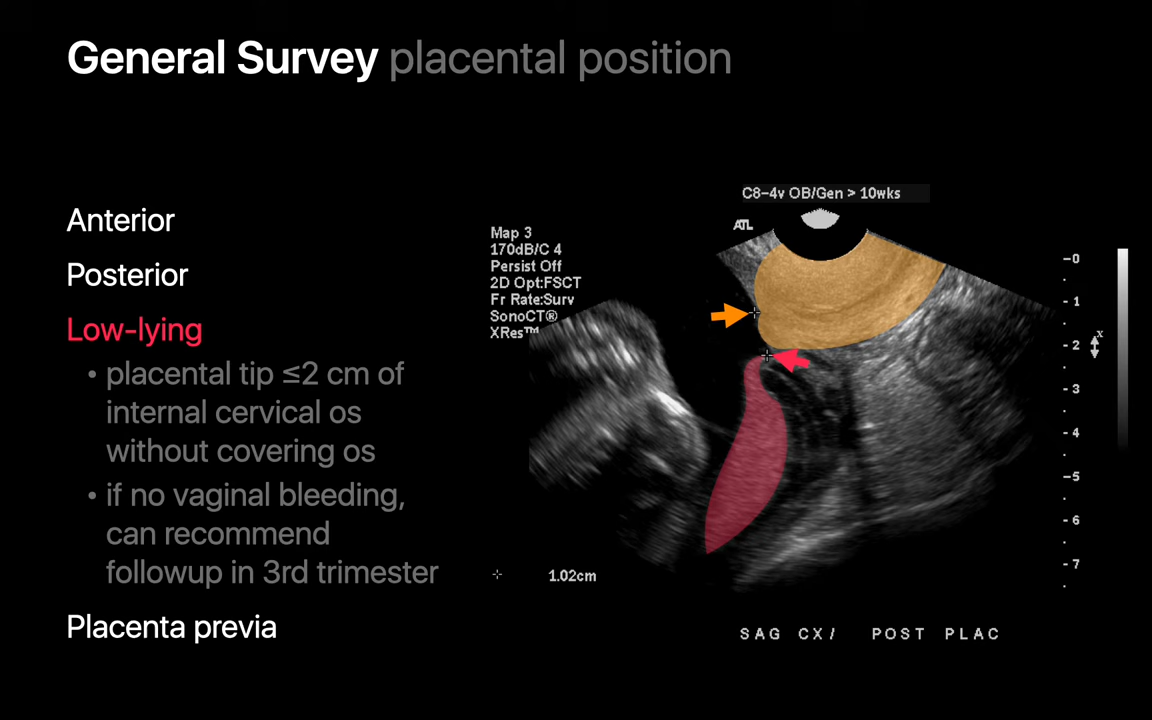 General Survey placental position
Anterior
Posterior
Low-lying
• placental tip ≤2 cm of
internal cervical os
without covering os
• if no vaginal bleeding,
can recommend
followup in 3rd trimester
Placenta previa
C8-4v OB/Gen > 10wks
ATL
Map 3
170dB/C 4
Persist Off
2D Opt:FSCT
Fr Rate:Surv
SonoCT®
XRes™
-0
-1
-2
x
-3
-4
-5
-6
-7
1.02cm
SAG CX/ POST PLAC